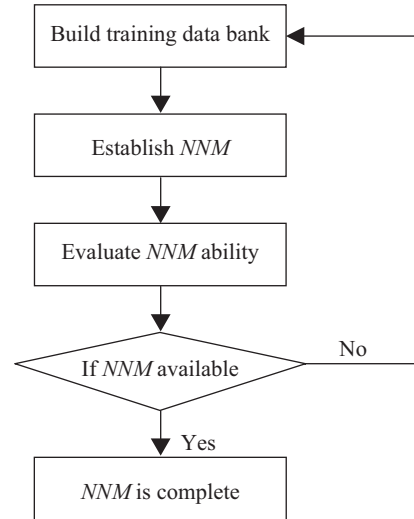 Build training data bank
Establish NNM
Evaluate NNM ability
If NNM available
No
Yes
NNM is complete